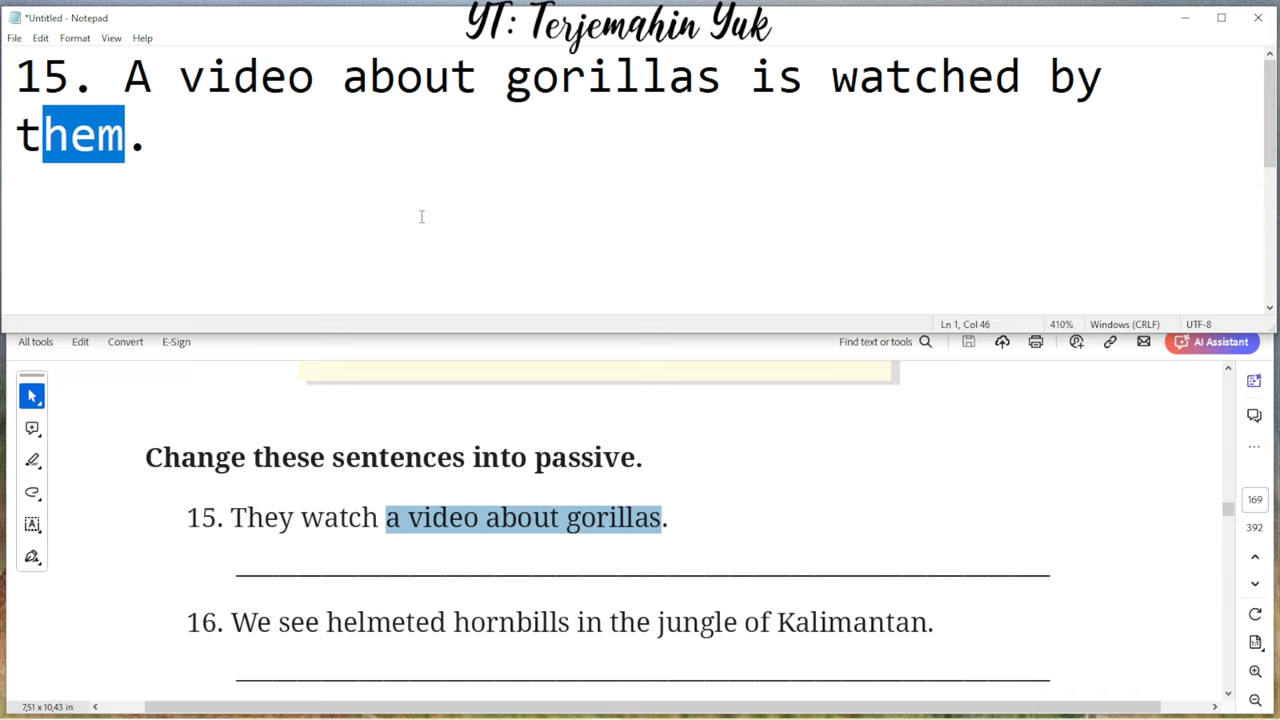 YT: Terjemahin Yuk
*Untitled - Notepad
File Edit Format View Help
15. A video about gorillas is watched by
them.
Ln 1, Col 46 410% Windows (CRLF) UTF-8
All tools Edit Convert E-Sign Find text or tools AI Assistant
Change these sentences into passive.
15. They watch a video about gorillas.
16. We see helmeted hornbills in the jungle of Kalimantan.
169
392
7,51 x 10,43 in